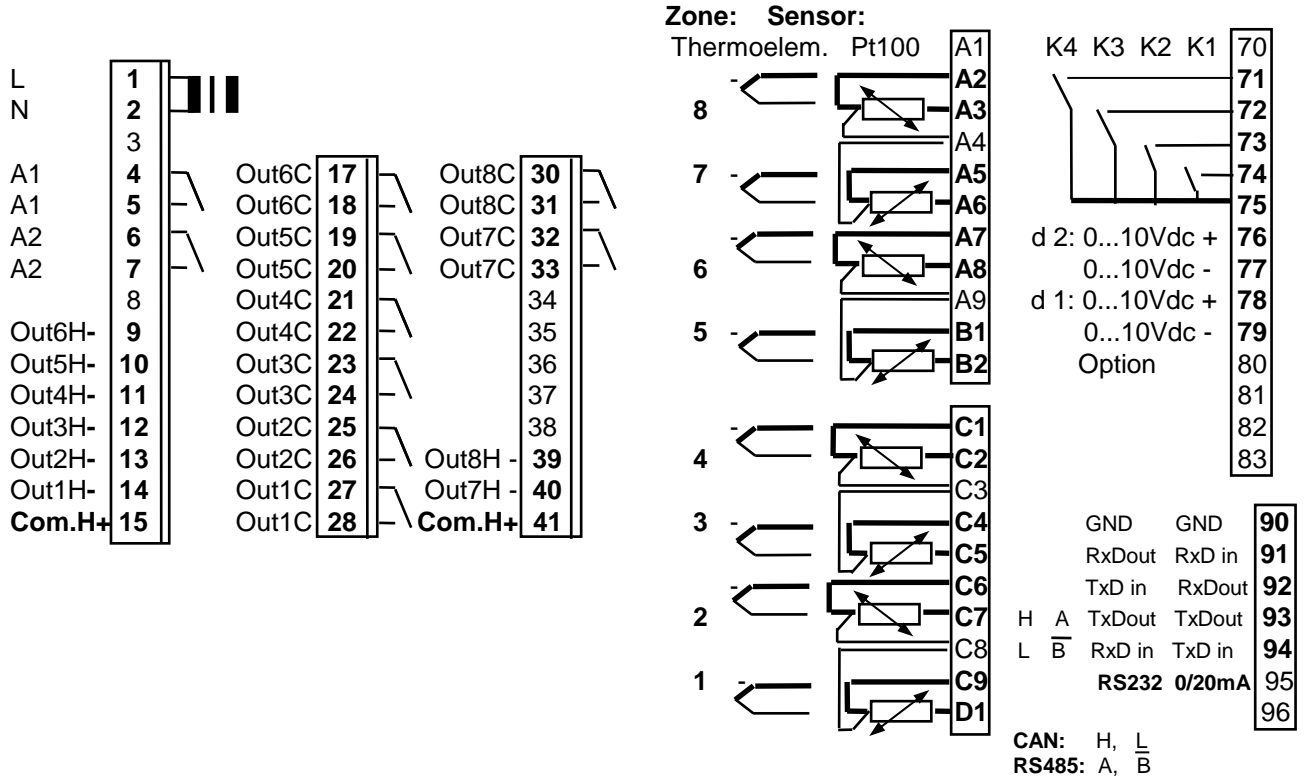 Zone: Sensor:
Thermoelem. Pt100 A1
K4 K3 K2 K1 70
L 1
N 2
3
A1 4
A1 5
A2 6
A2 7
8
Out6H- 9
Out5H- 10
Out4H- 11
Out3H- 12
Out2H- 13
Out1H- 14
Com.H+ 15
Out6C 17
Out6C 18
Out5C 19
Out5C 20
Out4C 21
Out4C 22
Out3C 23
Out3C 24
Out2C 25
Out2C 26
Out1C 27
Out1C 28
Out8C 30
Out8C 31
Out7C 32
Out7C 33
34
35
36
37
38
Out8H - 39
Out7H - 40
Com.H+ 41
- A2
8 A3
A4
7 - A5
A6
- A7
6 A8
A9
5 - B1
B2
- C1
4 C2
C3
3 - C4
C5
- C6
2 C7
C8
1 - C9
D1
71
72
73
74
75
d 2: 0...10Vdc + 76
0...10Vdc - 77
d 1: 0...10Vdc + 78
0...10Vdc - 79
Option 80
81
82
83
GND GND 90
RxDout RxD in 91
TxD in RxDout 92
H A TxDout TxDout 93
L B̅ RxD in TxD in 94
RS232 0/20mA 95
96
CAN: H, L
RS485: A, B̅